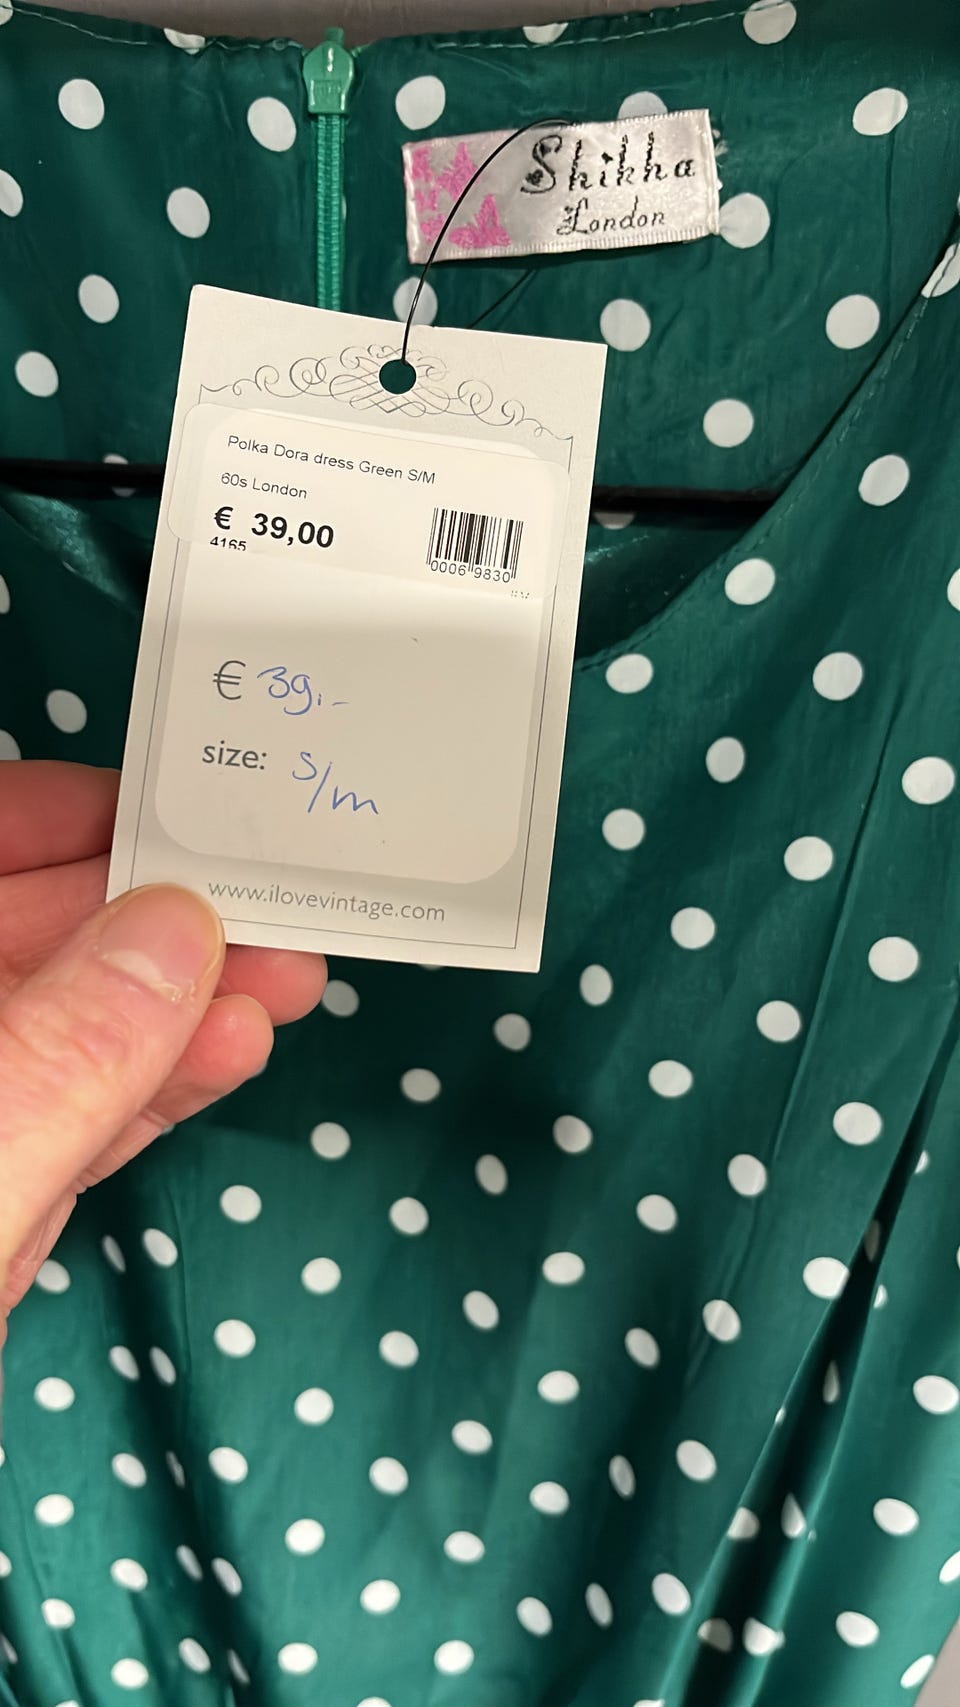 Shikha
London
Polka Dora dress Green S/M
60s London
€ 39,00
4165
0006 9830
€ 39,-
size: S/m
www.ilovevintage.com